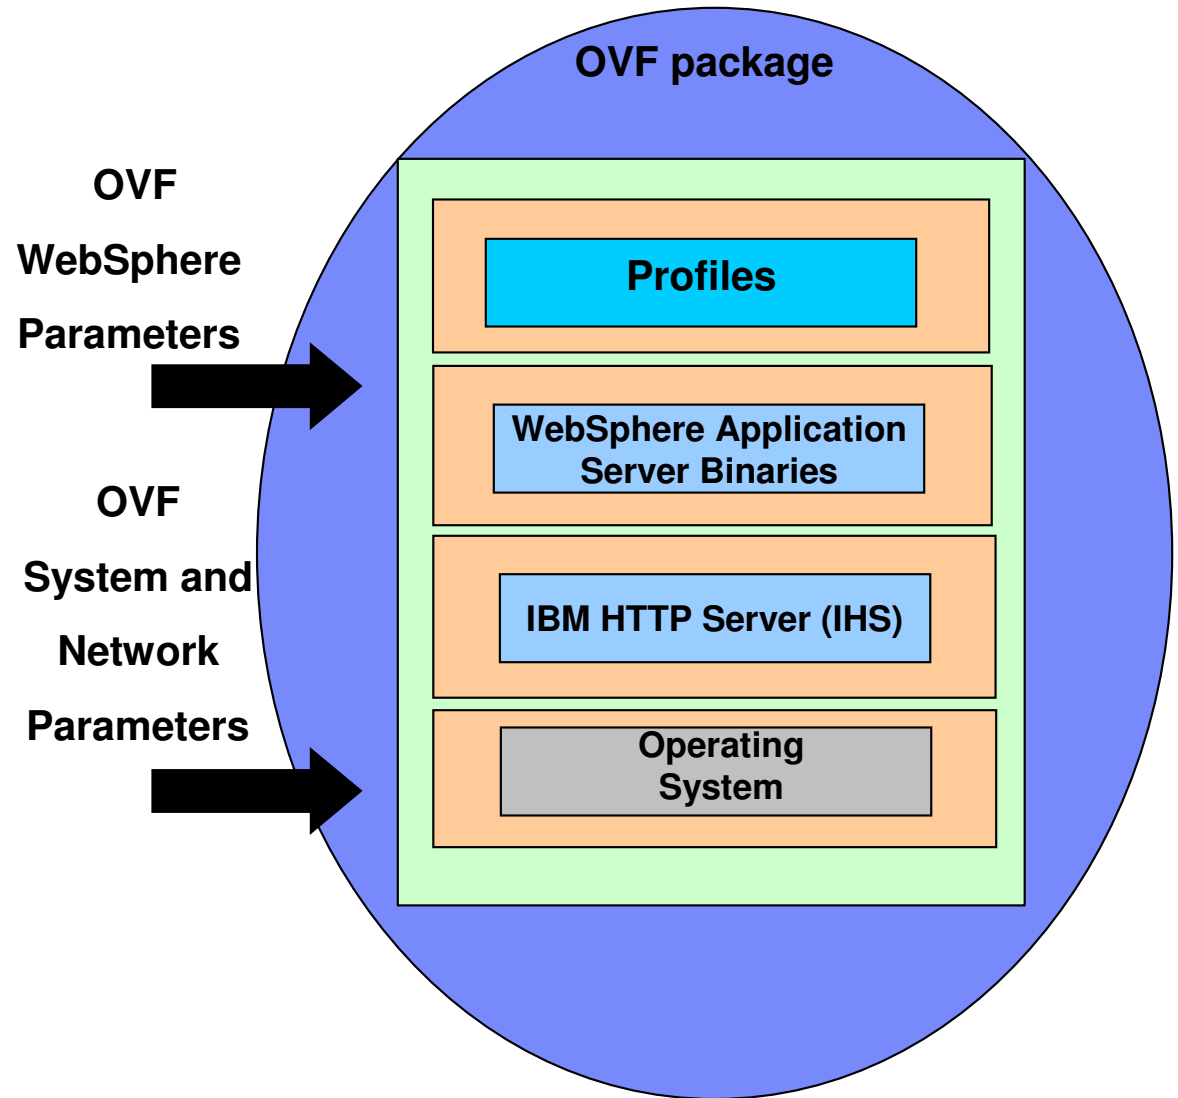 OVF package
OVF
WebSphere
Parameters
Profiles
WebSphere Application
Server Binaries
OVF
System and
Network
Parameters
IBM HTTP Server (IHS)
Operating
System